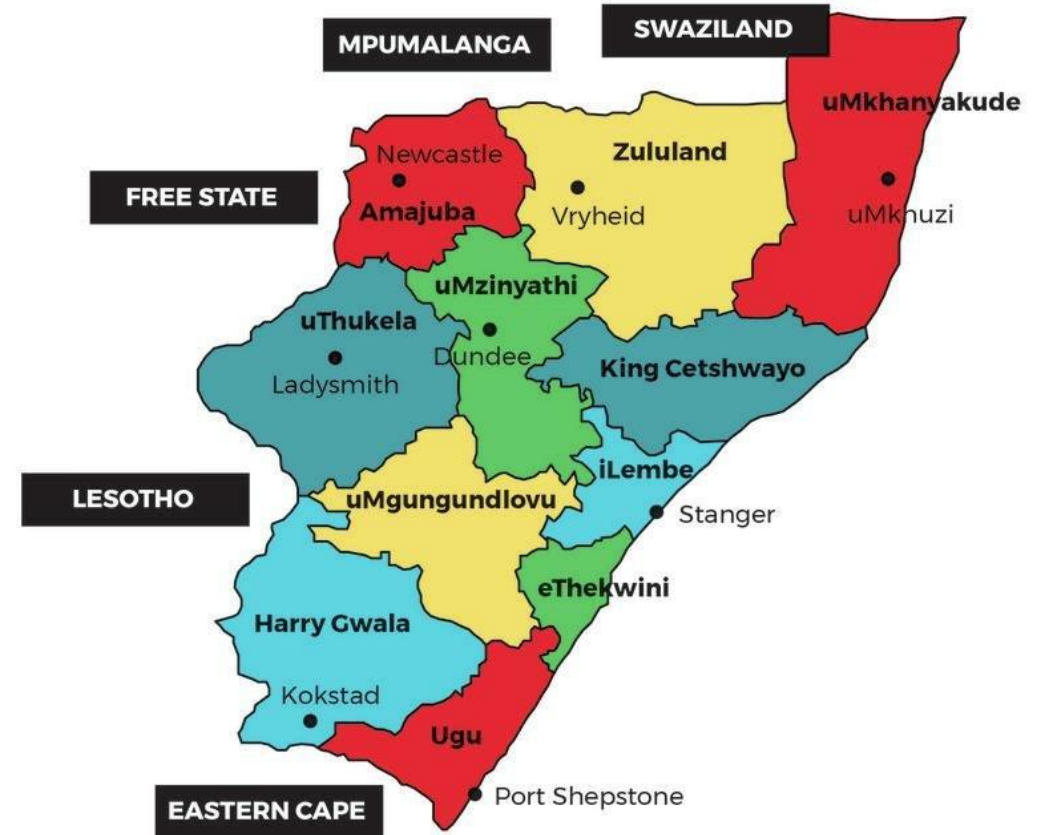 SWAZILAND
MPUMALANGA
uMkhanyakude
Zululand
Newcastle
FREE STATE
Amajuba
Vryheid
uMkhuzi
uMzinyathi
uThukela
Dundee
King Cetshwayo
Ladysmith
iLembe
LESOTHO
uMgungundlovu
Stanger
eThekwini
Harry Gwala
Kokstad
Ugu
Port Shepstone
EASTERN CAPE